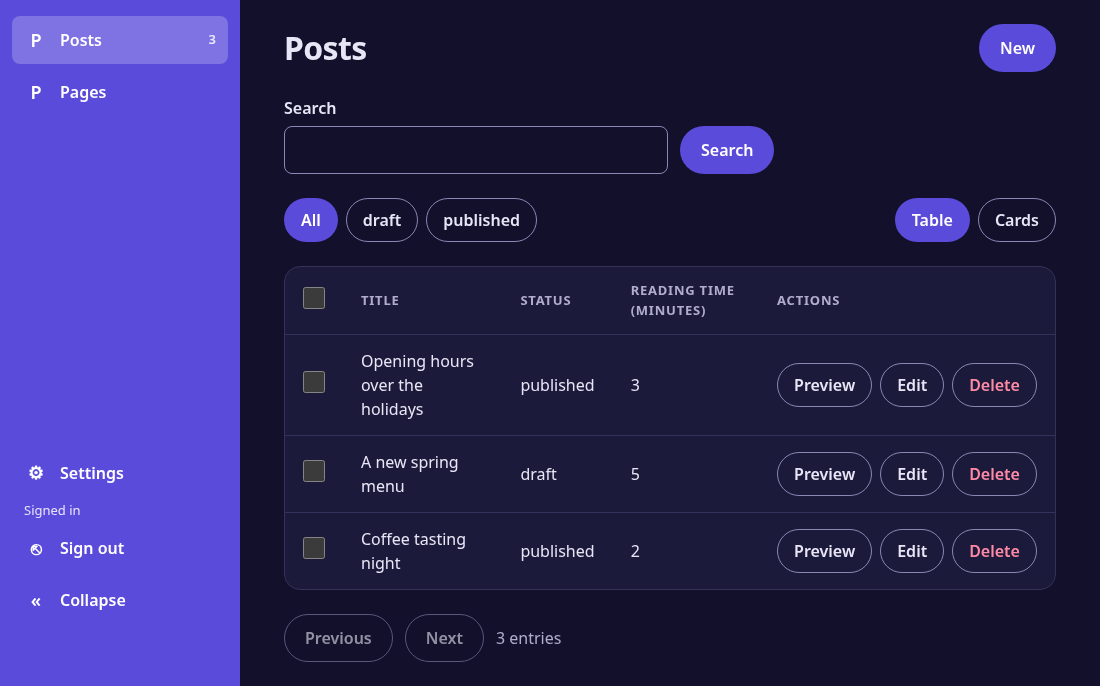 P Posts 3
P Pages
⚙ Settings
Signed in
⎋ Sign out
« Collapse
Posts
New
Search
Search
All draft published
Table Cards
TITLE STATUS READING TIME (MINUTES) ACTIONS
Opening hours
over the
holidays
published 3 Preview Edit Delete
A new spring
menu
draft 5 Preview Edit Delete
Coffee tasting
night
published 2 Preview Edit Delete
Previous Next 3 entries